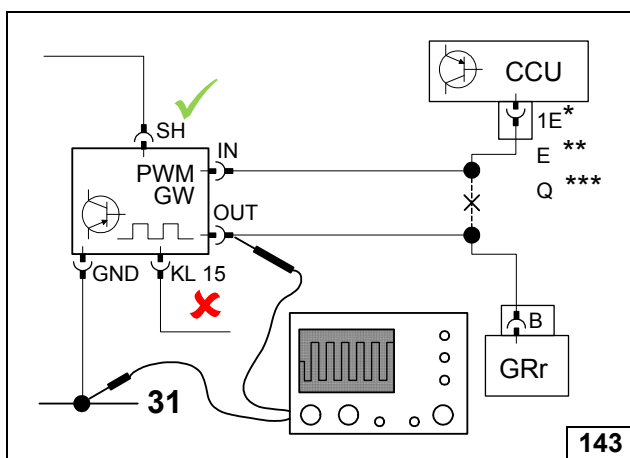 CCU
SH
1E*
IN
E **
PWM
GW
Q ***
OUT
GND
KL 15
B
GRr
31
143